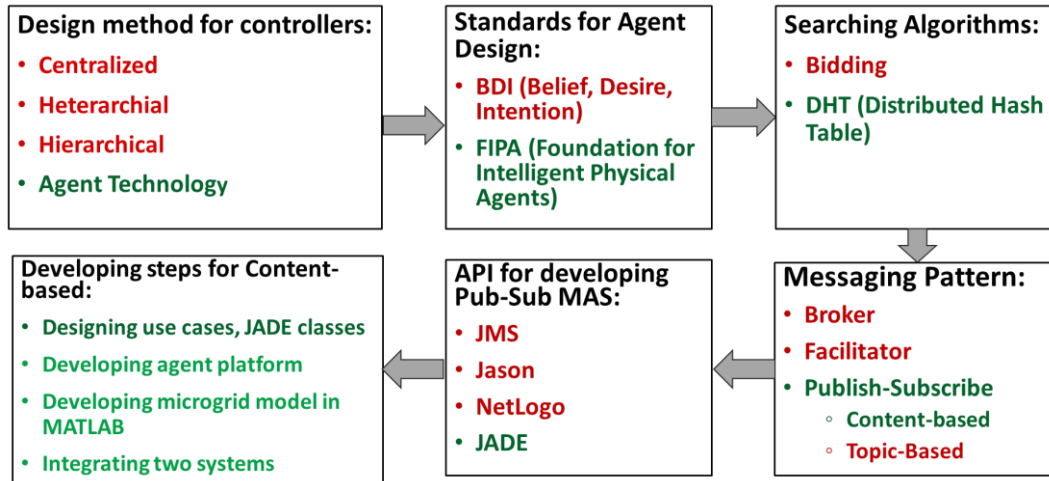 Design method for controllers:
• Centralized
• Heterarchial
• Hierarchical
• Agent Technology
Standards for Agent
Design:
• BDI (Belief, Desire,
Intention)
• FIPA (Foundation for
Intelligent Physical
Agents)
Searching Algorithms:
• Bidding
• DHT (Distributed Hash
Table)
Messaging Pattern:
• Broker
• Facilitator
• Publish-Subscribe
◦ Content-based
◦ Topic-Based
API for developing
Pub-Sub MAS:
• JMS
• Jason
• NetLogo
• JADE
Developing steps for Content-
based:
• Designing use cases, JADE classes
• Developing agent platform
• Developing microgrid model in
MATLAB
• Integrating two systems